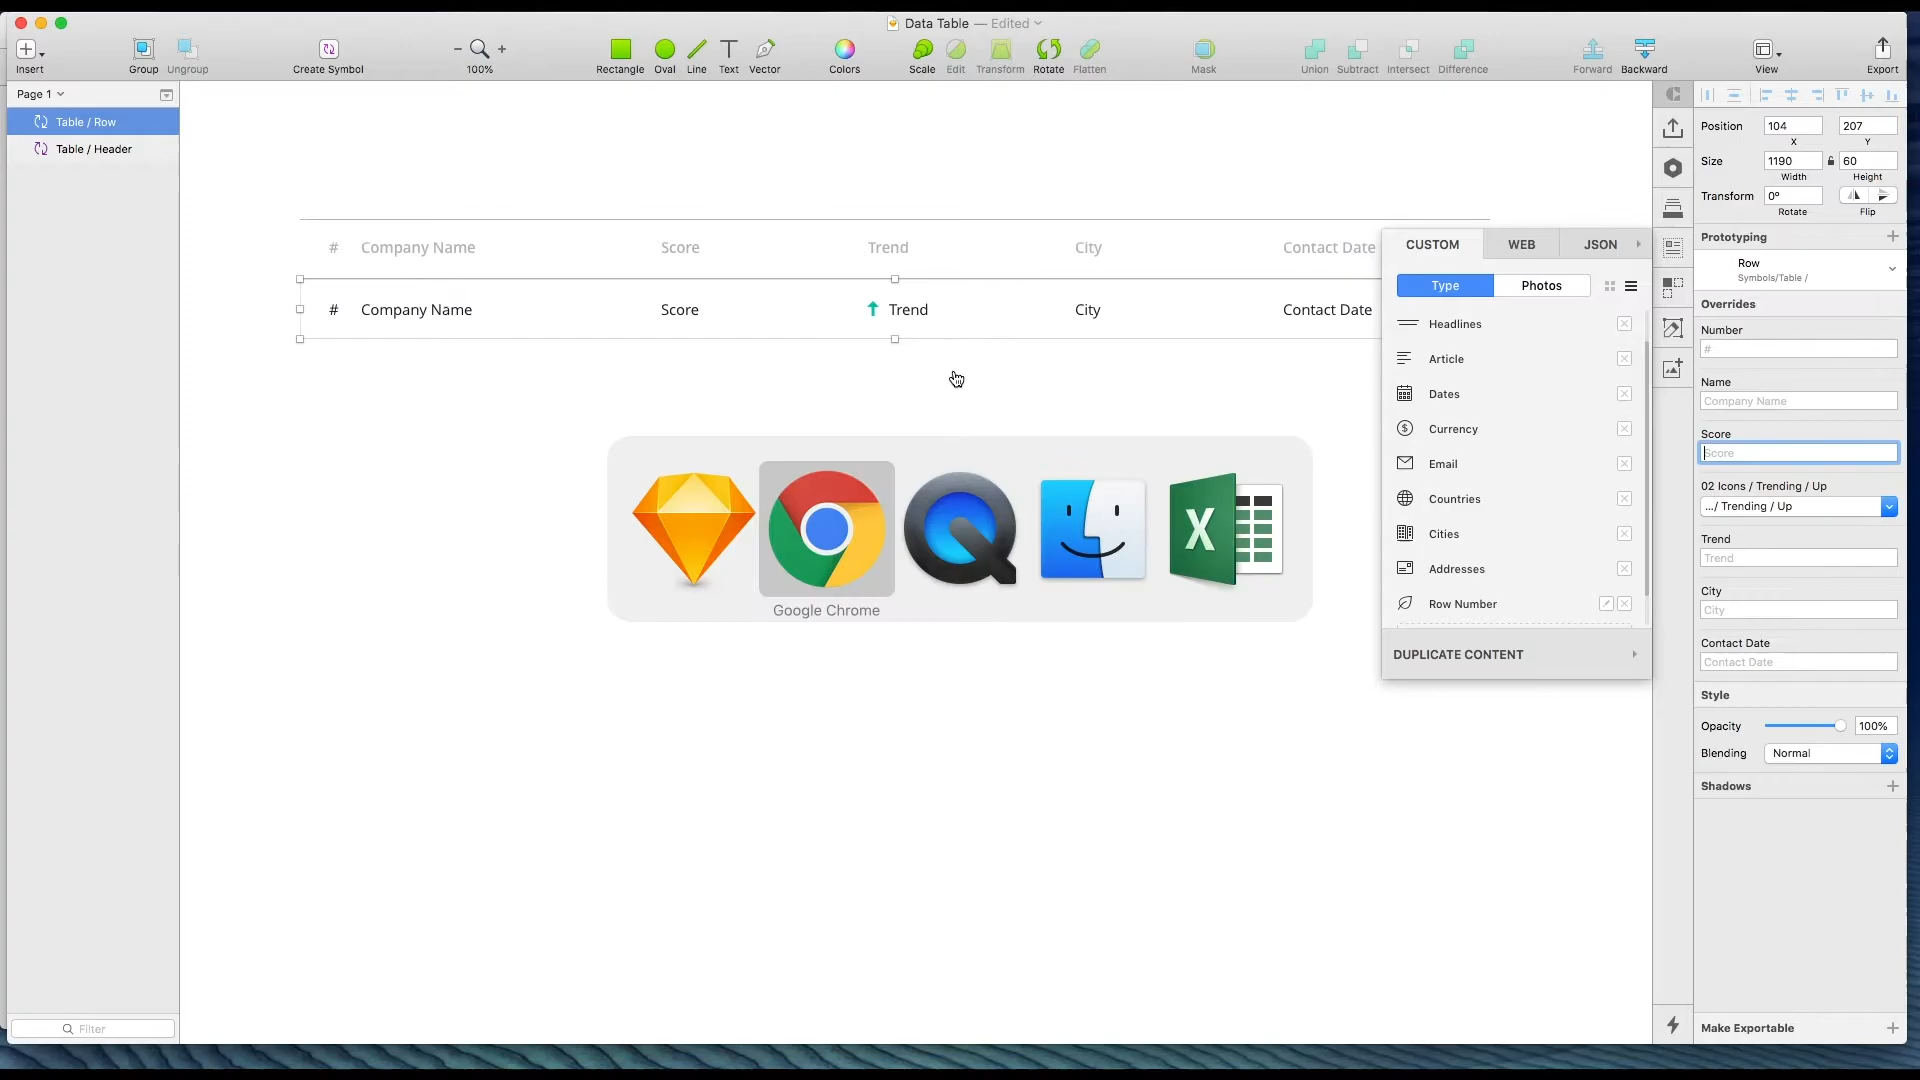 Data Table — Edited
Insert
Group
Ungroup
Create Symbol
100%
Rectangle
Oval
Line
Text
Vector
Colors
Scale
Edit
Transform
Rotate
Flatten
Mask
Union
Subtract
Intersect
Difference
Forward
Backward
View
Export
Page 1
Table / Row
Table / Header
Filter
# Company Name Score Trend City Contact Date
# Company Name Score Trend City Contact Date
Google Chrome
CUSTOM WEB JSON
Type Photos
Headlines
Article
Dates
Currency
Email
Countries
Cities
Addresses
Row Number
DUPLICATE CONTENT
Position 104 207
X Y
Size 1190 60
Width Height
Transform 0°
Rotate Flip
Prototyping
Row
Symbols/Table /
Overrides
Number
#
Name
Company Name
Score
Score
02 Icons / Trending / Up
.../ Trending / Up
Trend
Trend
City
City
Contact Date
Contact Date
Style
Opacity 100%
Blending Normal
Shadows
Make Exportable